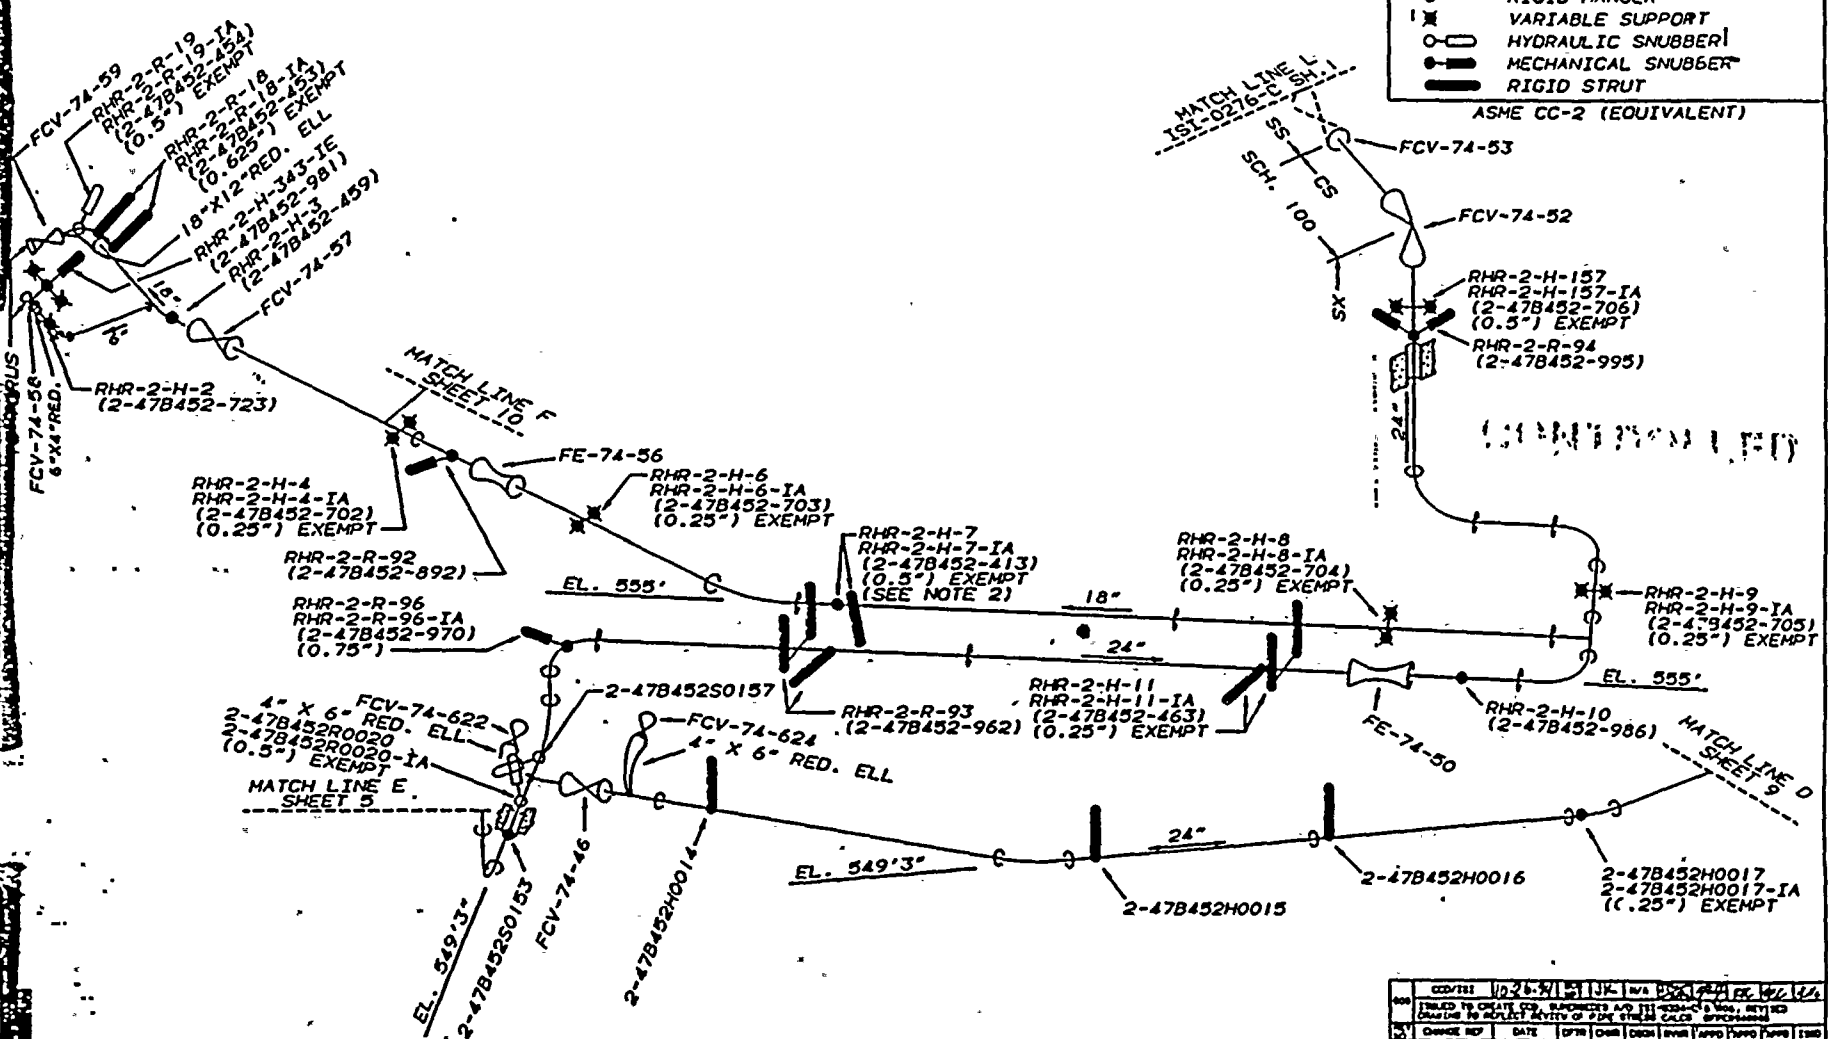 VARIABLE SUPPORT
HYDRAULIC SNUBBER
MECHANICAL SNUBBER
RIGID STRUT
ASME CC-2 (EQUIVALENT)
MATCH LINE L
ISI-0276-C SH.1
SS
CS
SCH. 100
XS
FCV-74-53
FCV-74-52
RHR-2-H-157
RHR-2-H-157-IA
(2-47B452-706)
(0.5") EXEMPT
RHR-2-R-94
(2-47B452-995)
24"
FCV-74-59
RHR-2-R-19
RHR-2-R-19-IA
(2-47B452-454)
(0.5") EXEMPT
RHR-2-R-18
RHR-2-R-18-IA
(2-47B452-453)
(0.625") EXEMPT
18"X12"RED. ELL
RHR-2-H-343-IE
(2-47B452-981)
RHR-2-H-3
(2-47B452-459)
FCV-74-57
18"
6"
TORUS
FCV-74-58
6"X4"RED.
RHR-2-H-2
(2-47B452-723)
MATCH LINE F
SHEET 10
FE-74-56
RHR-2-H-4
RHR-2-H-4-IA
(2-47B452-702)
(0.25") EXEMPT
RHR-2-H-6
RHR-2-H-6-IA
(2-47B452-703)
(0.25") EXEMPT
RHR-2-R-92
(2-47B452-892)
EL. 555'
RHR-2-H-7
RHR-2-H-7-IA
(2-47B452-413)
(0.5") EXEMPT
(SEE NOTE 2)
RHR-2-H-8
RHR-2-H-8-IA
(2-47B452-704)
(0.25") EXEMPT
RHR-2-H-9
RHR-2-H-9-IA
(2-47B452-705)
(0.25") EXEMPT
RHR-2-R-96
RHR-2-R-96-IA
(2-47B452-970)
(0.75")
18"
24"
EL. 555'
2-47B452S0157
RHR-2-R-93
(2-47B452-962)
RHR-2-H-11
RHR-2-H-11-IA
(2-47B452-463)
(0.25") EXEMPT
FE-74-50
RHR-2-H-10
(2-47B452-986)
MATCH LINE D
SHEET 9
FCV-74-622
4" X 6" RED. ELL
2-47B452R0020
2-47B452R0020-IA
(0.5") EXEMPT
FCV-74-624
4" X 6" RED. ELL
MATCH LINE E
SHEET 5
EL. 549'3"
2-47B452S0153
FCV-74-46
2-47B452H0014
EL. 549'3"
24"
2-47B452H0015
2-47B452H0016
2-47B452H0017
2-47B452H0017-IA
EXEMPT
CHANGE REF DATE